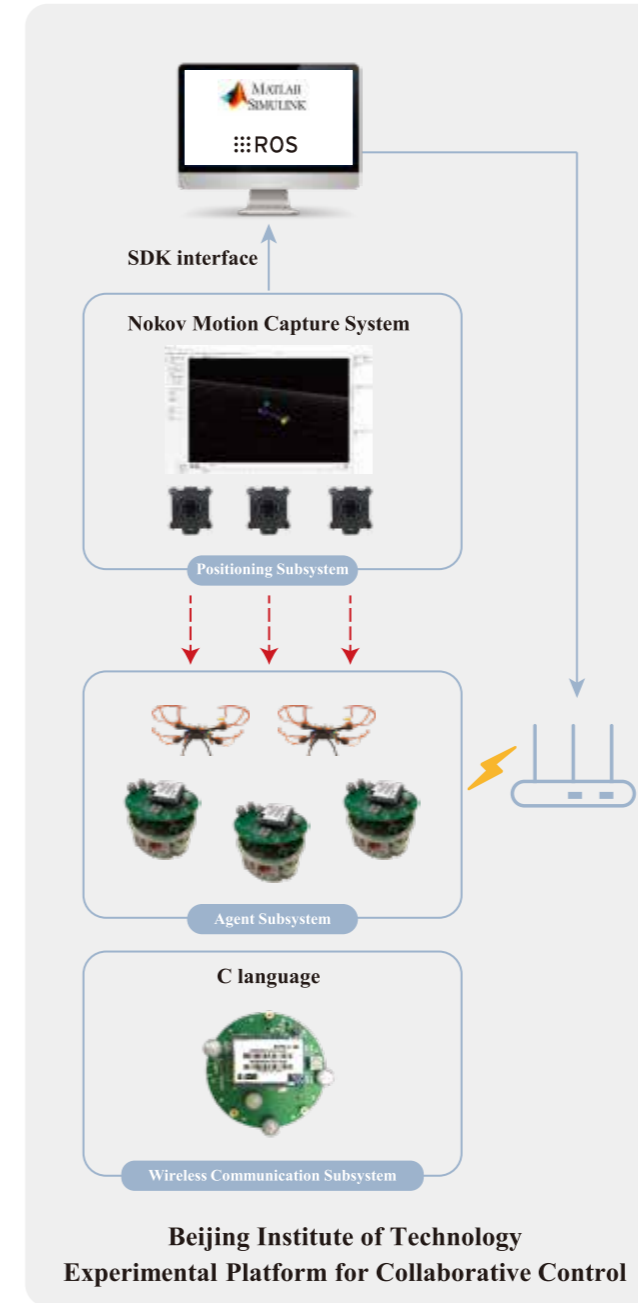 MATLAB
SIMULINK
ROS
SDK interface
Nokov Motion Capture System
Positioning Subsystem
Agent Subsystem
C language
Wireless Communication Subsystem
Beijing Institute of Technology
Experimental Platform for Collaborative Control